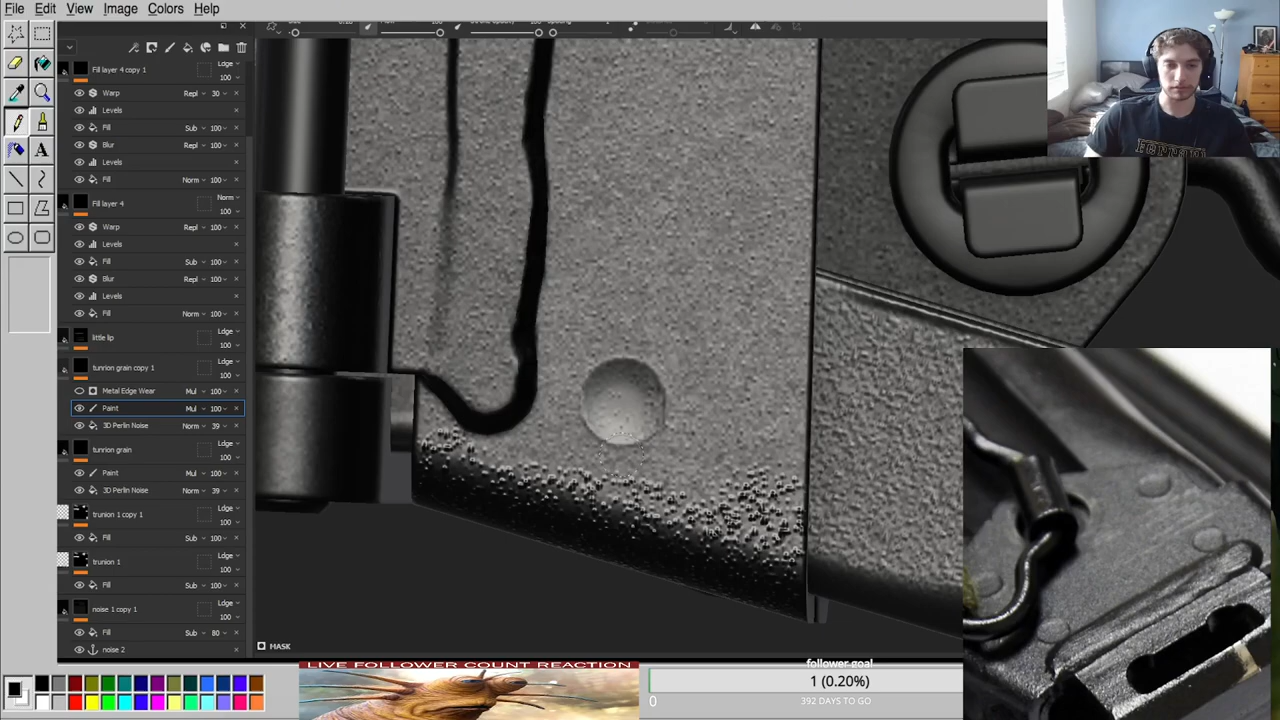 File Edit View Image Colors Help
Fill layer 4 copy 1 Ldge 100
Warp Repl 30
Levels
Fill Sub 100
Blur Repl 100
Levels
Fill Norm 100
Fill layer 4 Norm 100
Warp Repl 100
Levels
Fill Sub 100
Blur Repl 100
Levels
Fill Norm 100
little lip Ldge 100
tunrion grain copy 1 Ldge 100
Metal Edge Wear Mul 100
Paint Mul 100
3D Perlin Noise Norm 39
tunrion grain Ldge 100
Paint Mul 100
3D Perlin Noise Norm 39
trunion 1 copy 1 Ldge 100
Fill Sub 100
trunion 1 Ldge 100
Fill Sub 100
noise 1 copy 1 Ldge 100
Fill Sub 80
noise 2
MASK
A
LIVE FOLLOWER COUNT REACTION
follower goal
1 (0.20%)
0
392 DAYS TO GO